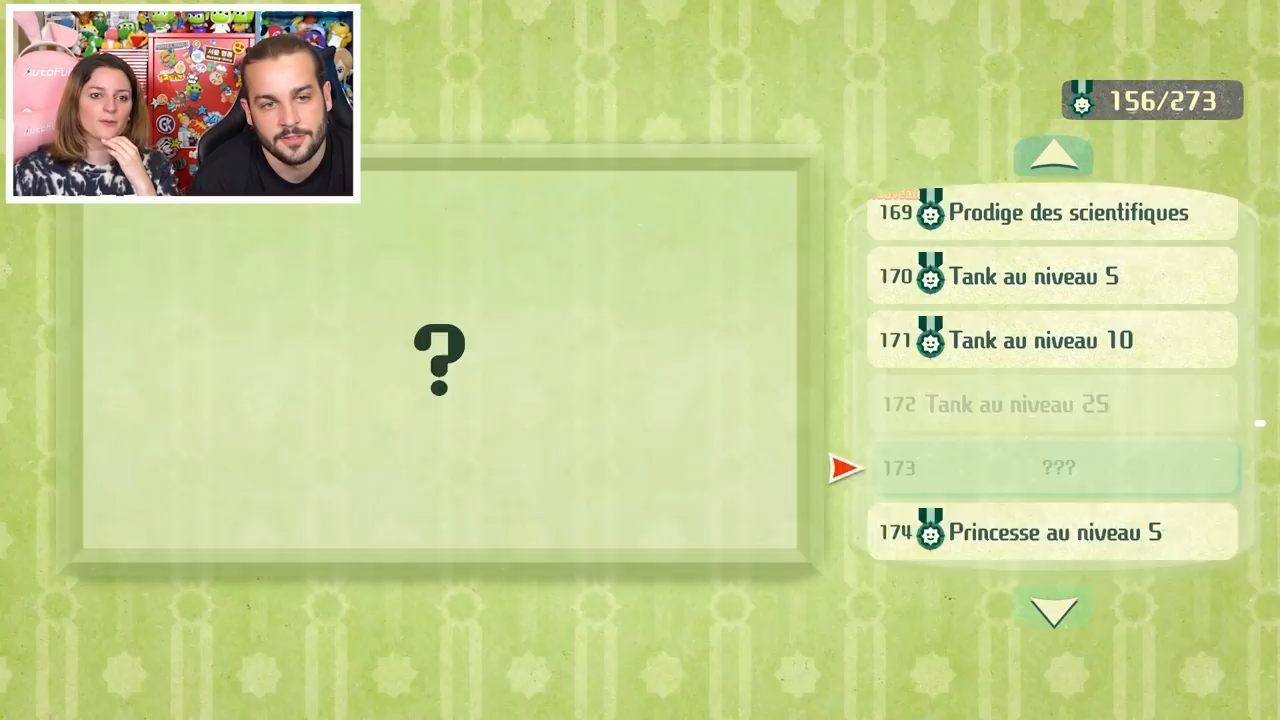 AutoFu
156/273
169 Prodige des scientifiques
170 Tank au niveau 5
171 Tank au niveau 10
172 Tank au niveau 25
173 ???
174 Princesse au niveau 5
?